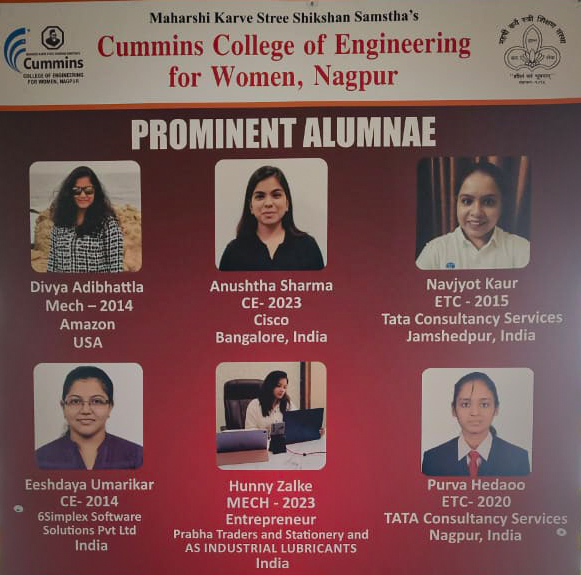 Maharshi Karve Stree Shikshan Samstha's
Cummins College of Engineering
for Women, Nagpur
Cummins
COLLEGE OF ENGINEERING
FOR WOMEN, NAGPUR
PROMINENT ALUMNAE
Divya Adibhattla
Mech – 2014
Amazon
USA
Anushtha Sharma
CE- 2023
Cisco
Bangalore, India
Navjyot Kaur
ETC - 2015
Tata Consultancy Services
Jamshedpur, India
Eeshdaya Umarikar
CE- 2014
6Simplex Software
Solutions Pvt Ltd
India
Hunny Zalke
MECH - 2023
Entrepreneur
Prabha Traders and Stationery and
AS INDUSTRIAL LUBRICANTS
India
Purva Hedaoo
ETC- 2020
TATA Consultancy Services
Nagpur, India